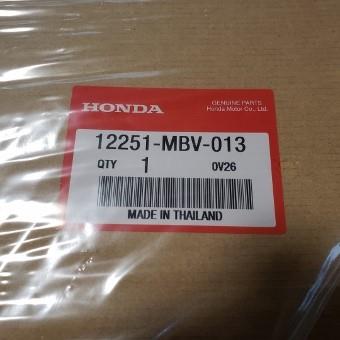 HONDA
GENUINE PARTS
Honda Motor Co., Ltd.
12251-MBV-013
QTY 1 0V26
MADE IN THAILAND